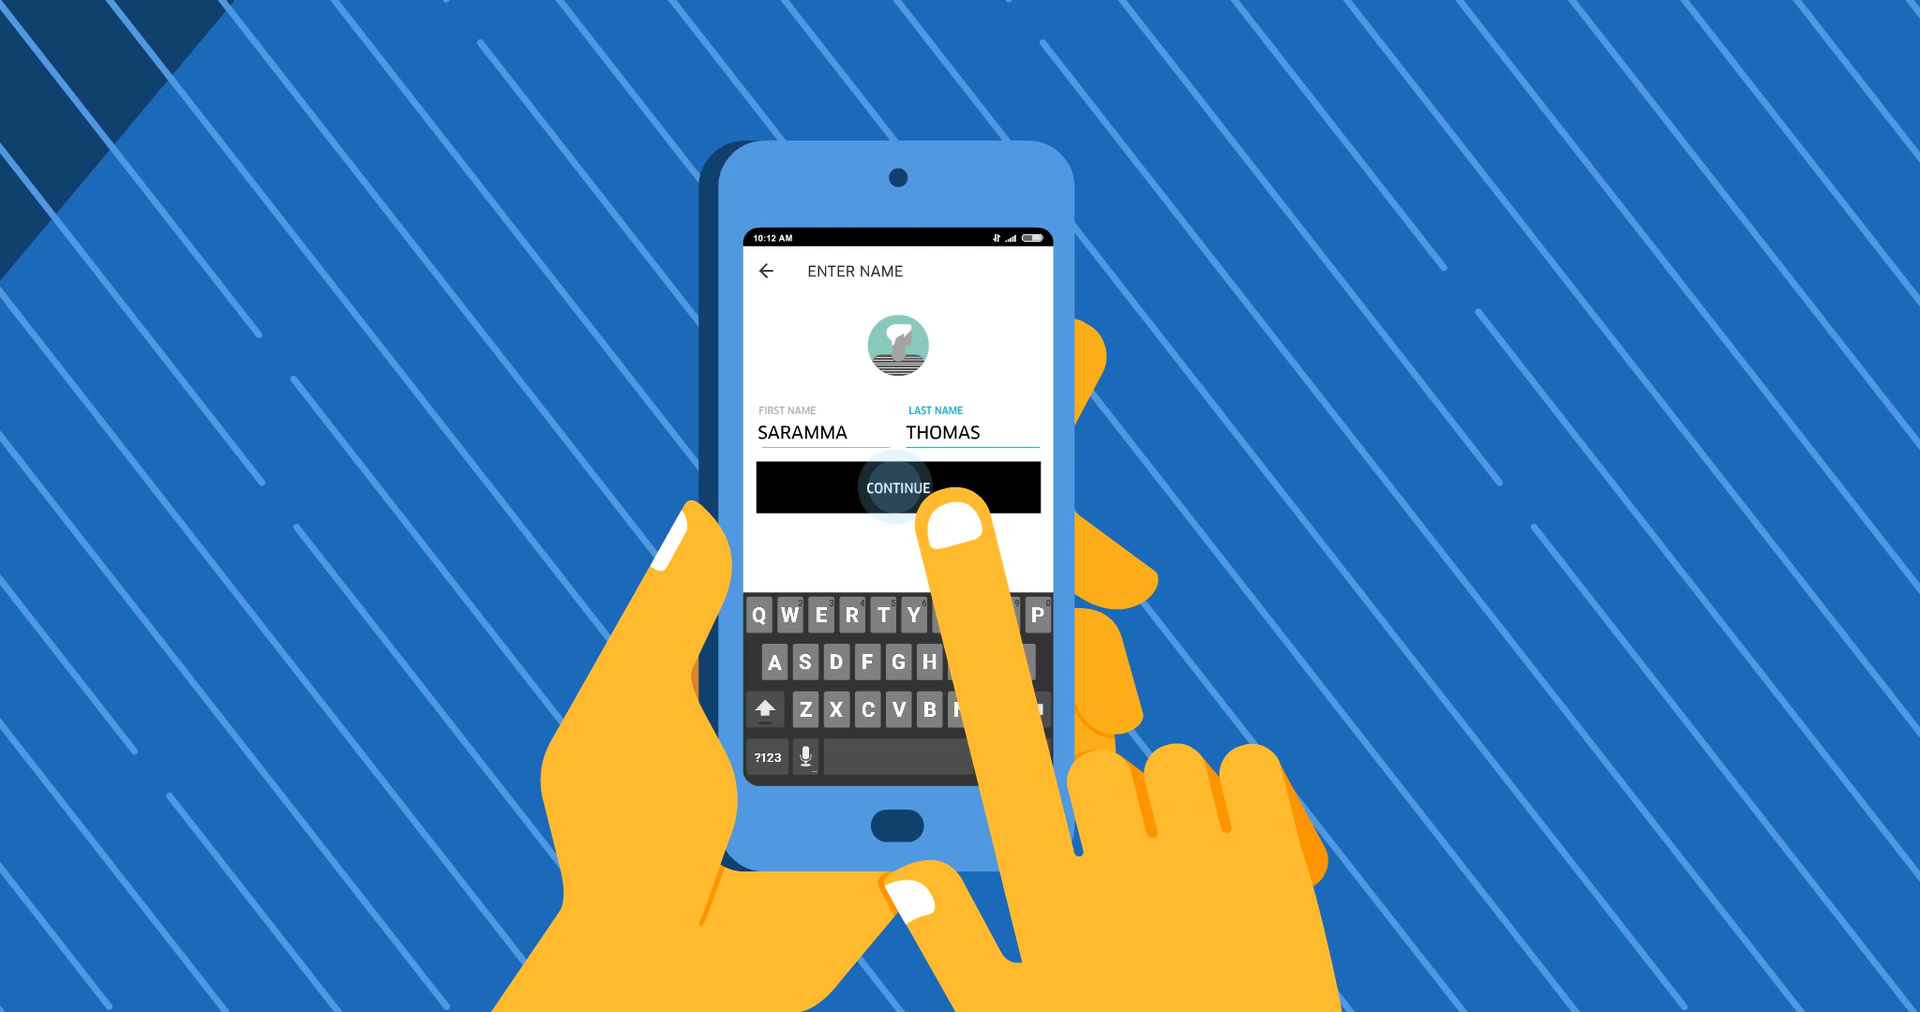 10:12 AM
ENTER NAME
FIRST NAME LAST NAME
SARAMMA THOMAS
CONTINUE
Q W E R T Y P
A S D F G H
Z X C V B
?123